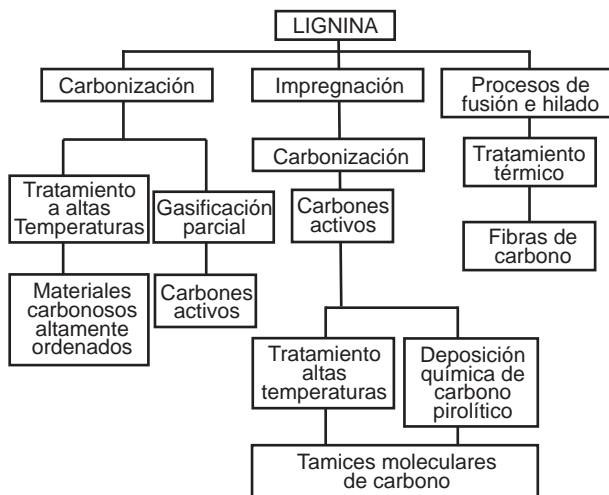 LIGNINA
Carbonización
Impregnación
Procesos de
fusión e hilado
Carbonización
Tratamiento
térmico
Tratamiento
a altas
Temperaturas
Gasificación
parcial
Carbones
activos
Fibras de
carbono
Materiales
carbonosos
altamente
ordenados
Carbones
activos
Tratamiento
altas
temperaturas
Deposición
química de
carbono
pirolítico
Tamices moleculares
de carbono